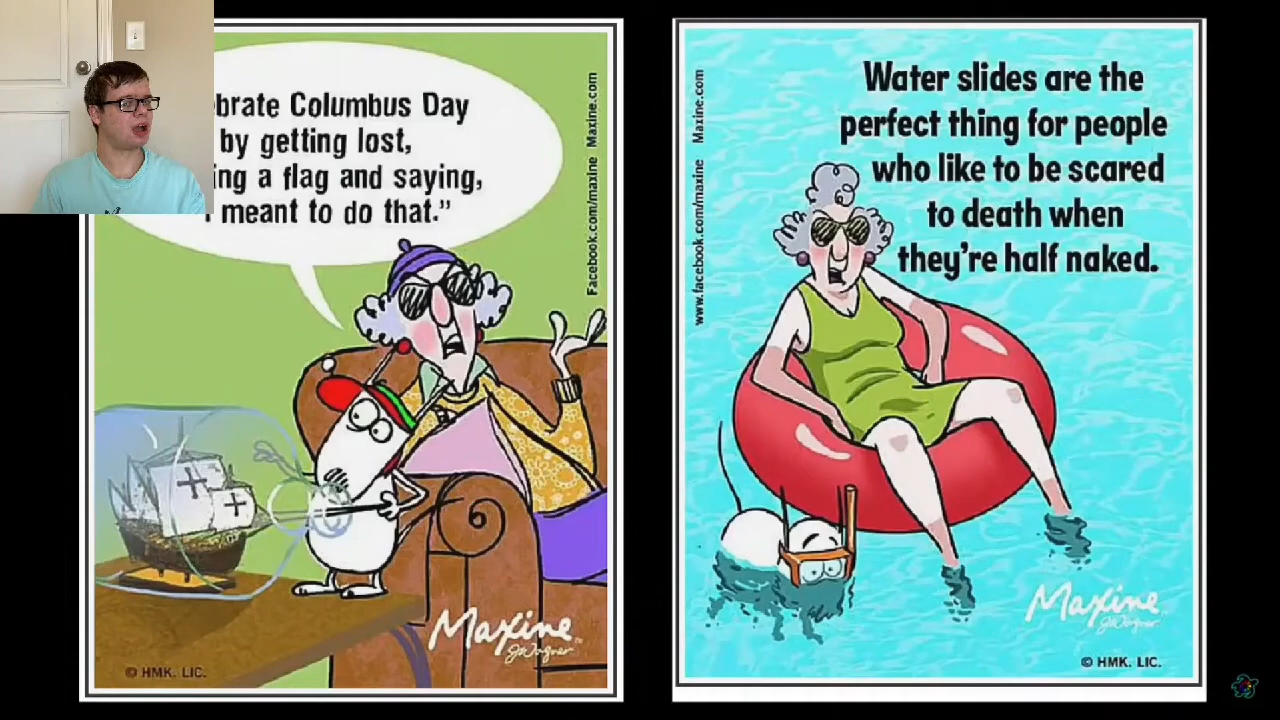 brate Columbus Day
by getting lost,
ing a flag and saying,
meant to do that.”
Facebook.com/maxine Maxine.com
Maxine
JWagner
© HMK. LIC.
Water slides are the
perfect thing for people
who like to be scared
to death when
they're half naked.
www.facebook.com/maxine Maxine.com
Maxine
JWagner
© HMK. LIC.